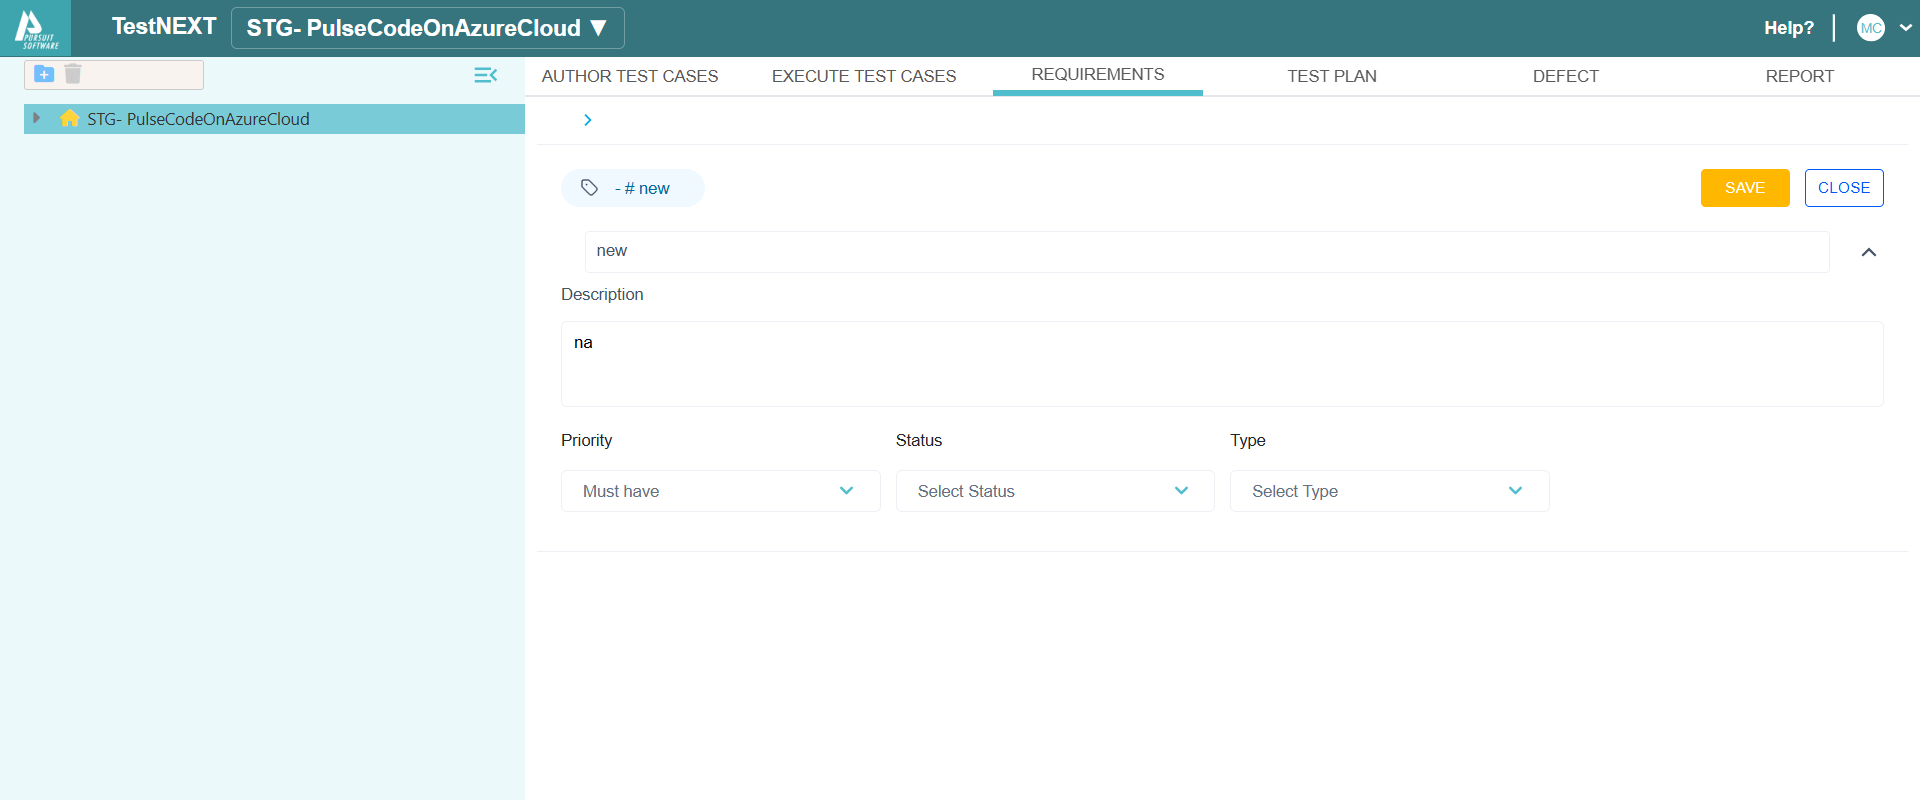 PURSUIT
SOFTWARE
TestNEXT
STG- PulseCodeOnAzureCloud ▼
Help?
MC
AUTHOR TEST CASES
EXECUTE TEST CASES
REQUIREMENTS
TEST PLAN
DEFECT
REPORT
STG- PulseCodeOnAzureCloud
- # new
SAVE
CLOSE
new
Description
na
Priority
Status
Type
Must have
Select Status
Select Type